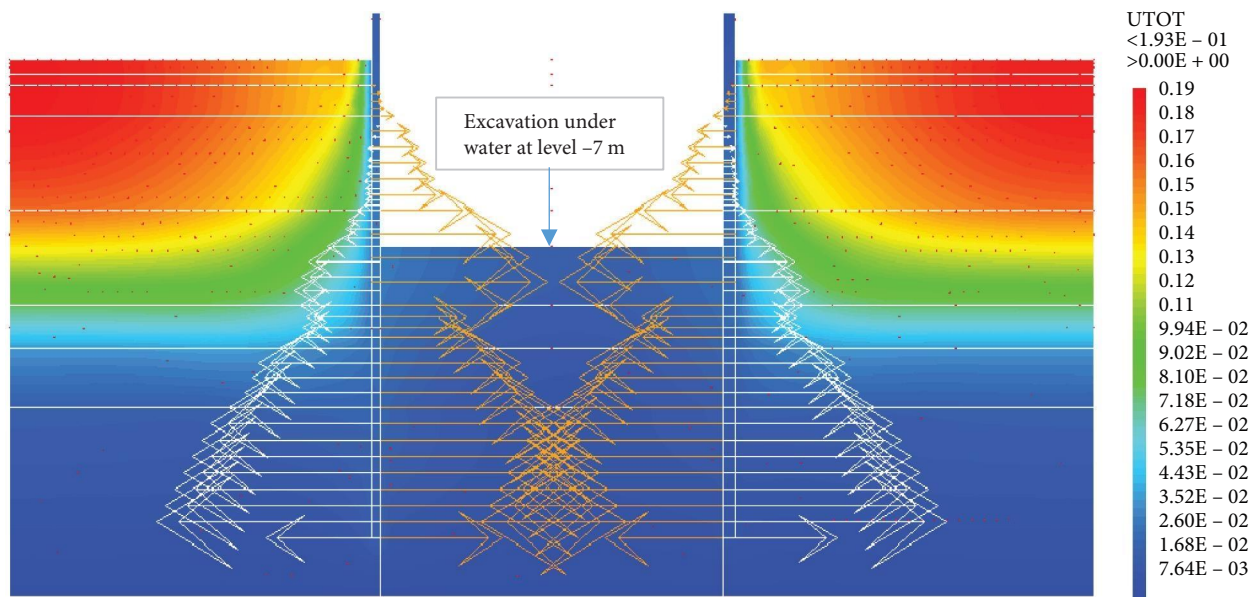 Excavation under
water at level –7 m
UTOT
<1.93E – 01
>0.00E + 00
0.19
0.18
0.17
0.16
0.15
0.14
0.13
0.12
0.11
9.94E – 02
9.02E – 02
8.10E – 02
7.18E – 02
6.27E – 02
5.35E – 02
4.43E – 02
3.52E – 02
2.60E – 02
1.68E – 02
7.64E – 03